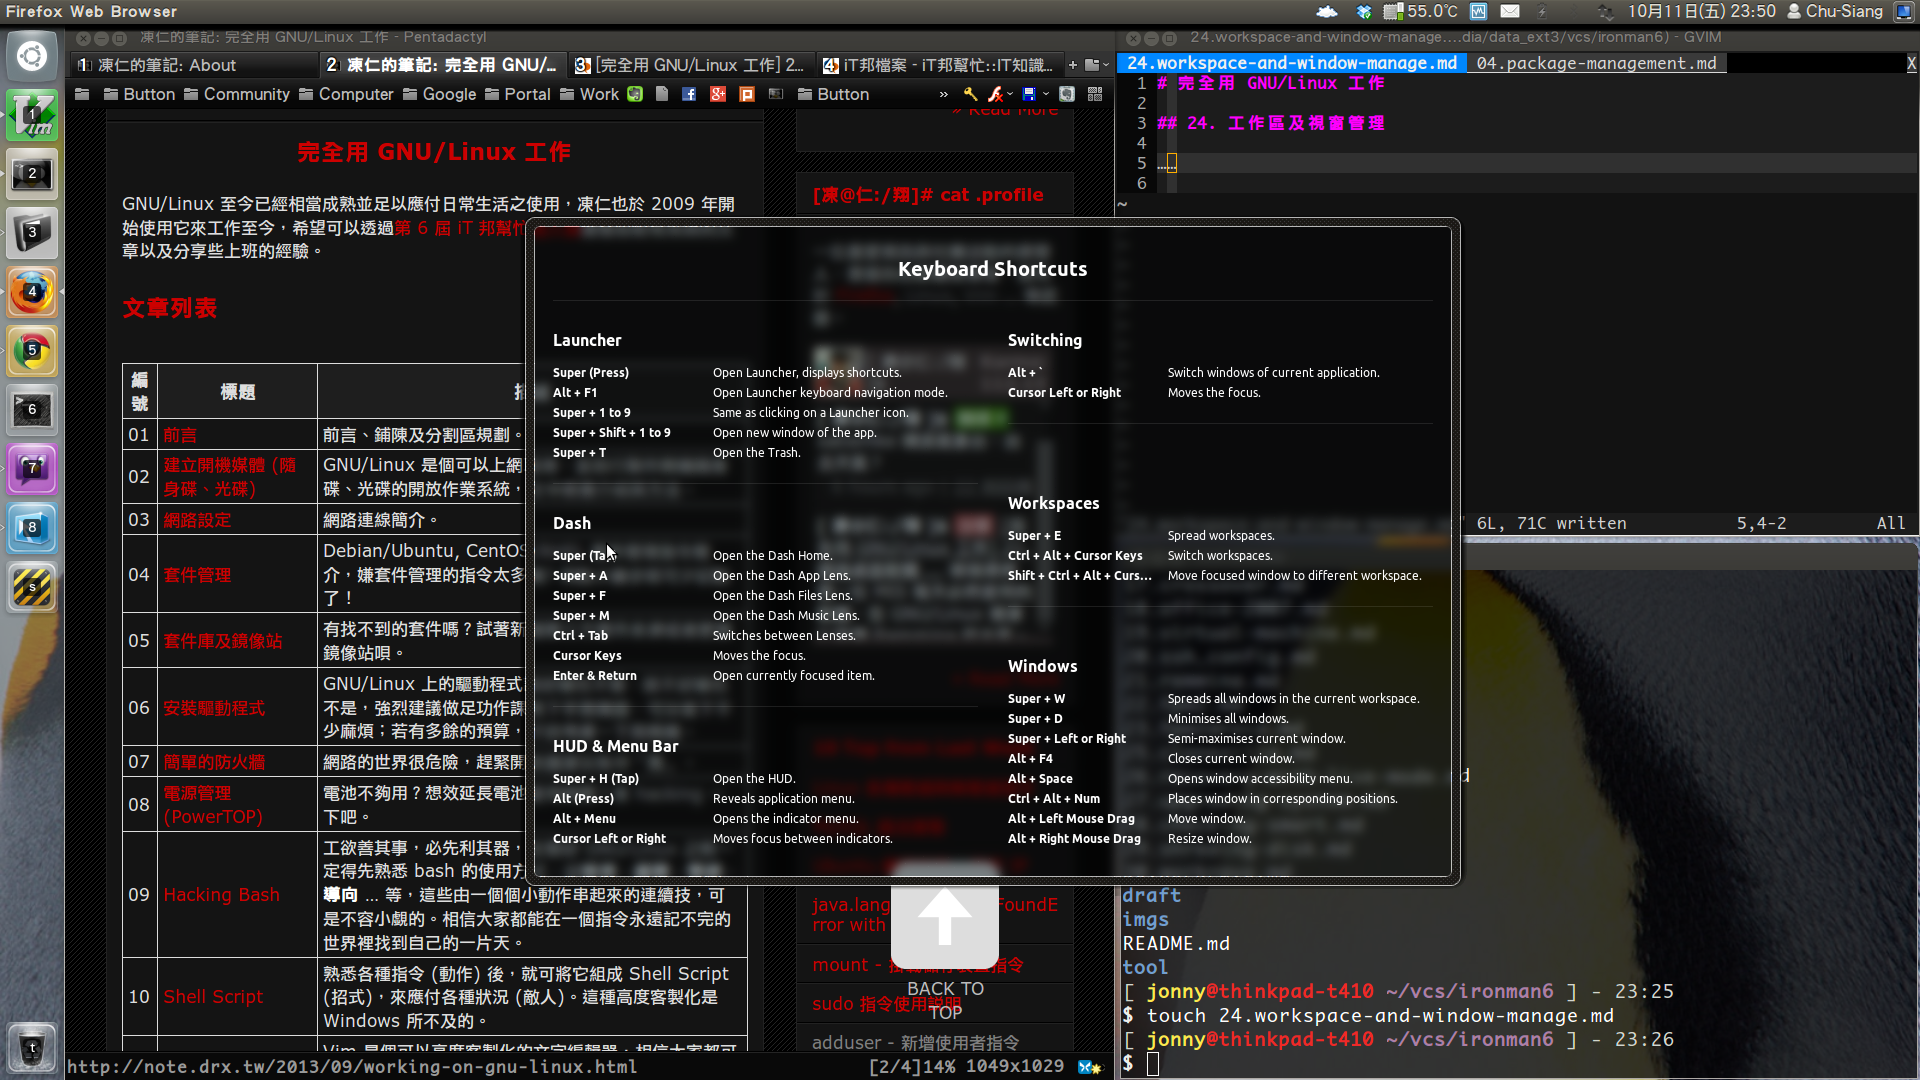 Firefox Web Browser
55.0℃
10月11日(五) 23:50
Chu-Siang
凍仁的筆記: 完全用 GNU/Linux 工作 - Pentadactyl
1 凍仁的筆記: About
2 凍仁的筆記: 完全用 GNU/...
3 [完全用 GNU/Linux 工作] 2...
4 iT邦檔案 - iT邦幫忙::IT知識...
Button Community Computer Google Portal Work Button »
完全用 GNU/Linux 工作
GNU/Linux 至今已經相當成熟並足以應付日常生活之使用，凍仁也於 2009 年開
始使用它來工作至今，希望可以透過第 6 屆 iT 邦幫忙
章以及分享些上班的經驗。
文章列表
編號 標題
01 前言 前言、鋪陳及分割區規劃。
02 建立開機媒體 (隨身碟、光碟) GNU/Linux 是個可以上網
碟、光碟的開放作業系統，
03 網路設定 網路連線簡介。
04 套件管理 Debian/Ubuntu, CentOS
介，嫌套件管理的指令太多
了！
05 套件庫及鏡像站 有找不到的套件嗎？試著新
鏡像站唄。
06 安裝驅動程式 GNU/Linux 上的驅動程式
不是，強烈建議做足功作課
少麻煩；若有多餘的預算，
07 簡單的防火牆 網路的世界很危險，趕緊開
08 電源管理 (PowerTOP) 電池不夠用？想效延長電池
下吧。
09 Hacking Bash 工欲善其事，必先利其器，
定得先熟悉 bash 的使用方
導向 ... 等，這些由一個個小動作串起來的連續技，可
是不容小覷的。相信大家都能在一個指令永遠記不完的
世界裡找到自己的一片天。
10 Shell Script 熟悉各種指令 (動作) 後，就可將它組成 Shell Script
(招式)，來應付各種狀況 (敵人)。這種高度客製化是
Windows 所不及的。
» Read More
[凍@仁:/翔]# cat .profile
java.lang FoundE
rror with
mount - 掛載儲存裝置指令
sudo 指令使用說明
adduser - 新增使用者指令
BACK TO
TOP
http://note.drx.tw/2013/09/working-on-gnu-linux.html
[2/4]14% 1049x1029
Keyboard Shortcuts
Launcher
Super (Press) Open Launcher, displays shortcuts.
Alt + F1 Open Launcher keyboard navigation mode.
Super + 1 to 9 Same as clicking on a Launcher icon.
Super + Shift + 1 to 9 Open new window of the app.
Super + T Open the Trash.
Dash
Super (Ta Open the Dash Home.
Super + A Open the Dash App Lens.
Super + F Open the Dash Files Lens.
Super + M Open the Dash Music Lens.
Ctrl + Tab Switches between Lenses.
Cursor Keys Moves the focus.
Enter & Return Open currently focused item.
HUD & Menu Bar
Super + H (Tap) Open the HUD.
Alt (Press) Reveals application menu.
Alt + Menu Opens the indicator menu.
Cursor Left or Right Moves focus between indicators.
Switching
Alt + ` Switch windows of current application.
Cursor Left or Right Moves the focus.
Workspaces
Super + E Spread workspaces.
Ctrl + Alt + Cursor Keys Switch workspaces.
Shift + Ctrl + Alt + Curs... Move focused window to different workspace.
Windows
Super + W Spreads all windows in the current workspace.
Super + D Minimises all windows.
Super + Left or Right Semi-maximises current window.
Alt + F4 Closes current window.
Alt + Space Opens window accessibility menu.
Ctrl + Alt + Num Places window in corresponding positions.
Alt + Left Mouse Drag Move window.
Alt + Right Mouse Drag Resize window.
24.workspace-and-window-manage....dia/data_ext3/vcs/ironman6) - GVIM
24.workspace-and-window-manage.md 04.package-management.md X
1 # 完全用 GNU/Linux 工作
2
3 ## 24. 工作區及視窗管理
4
5 ……
6
~
6L, 71C written 5,4-2 All
draft
imgs
README.md
tool
[ jonny@thinkpad-t410 ~/vcs/ironman6 ] - 23:25
$ touch 24.workspace-and-window-manage.md
[ jonny@thinkpad-t410 ~/vcs/ironman6 ] - 23:26
$
1
2
3
4
5
6
7
8
s
t